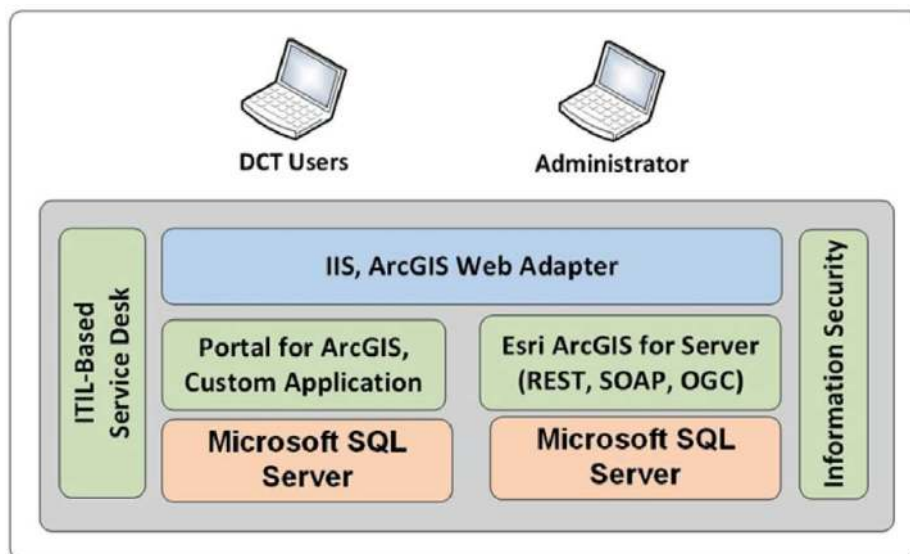 DCT Users
Administrator
ITIL-Based
Service Desk
IIS, ArcGIS Web Adapter
Portal for ArcGIS,
Custom Application
Esri ArcGIS for Server
(REST, SOAP, OGC)
Microsoft SQL
Server
Microsoft SQL
Server
Information Security